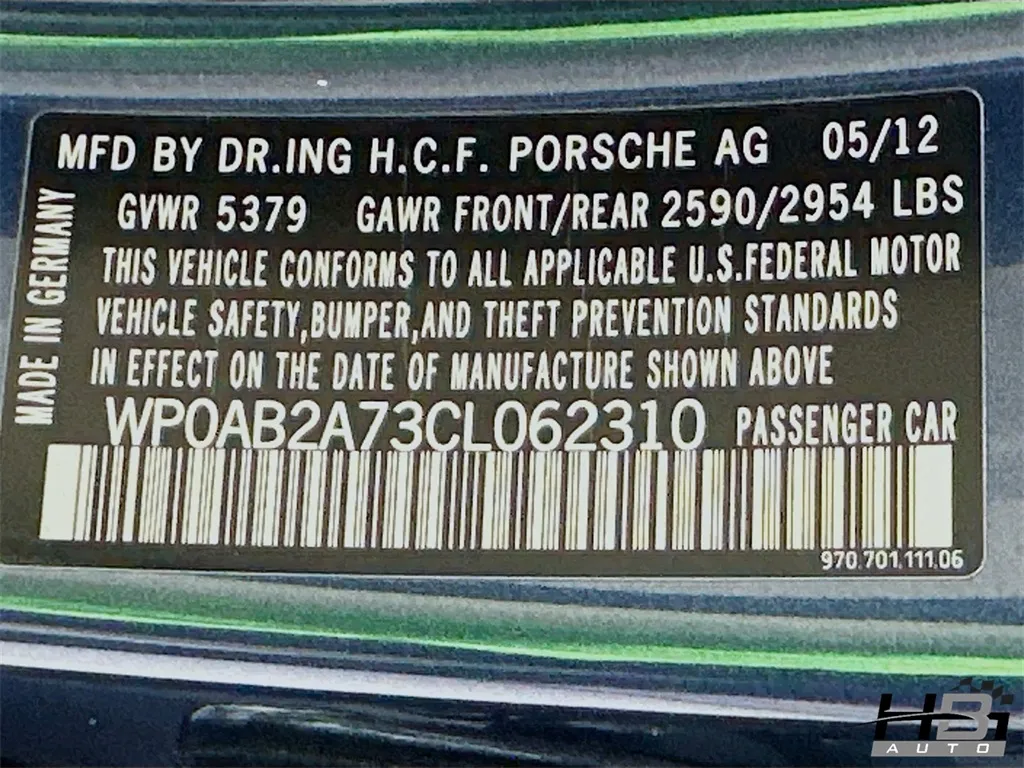 MFD BY DR.ING H.C.F. PORSCHE AG 05/12
GVWR 5379 GAWR FRONT/REAR 2590/2954 LBS
THIS VEHICLE CONFORMS TO ALL APPLICABLE U.S.FEDERAL MOTOR
VEHICLE SAFETY,BUMPER,AND THEFT PREVENTION STANDARDS
IN EFFECT ON THE DATE OF MANUFACTURE SHOWN ABOVE
WP0AB2A73CL062310 PASSENGER CAR
970.701.111.06
MADE IN GERMANY
HBI
AUTO